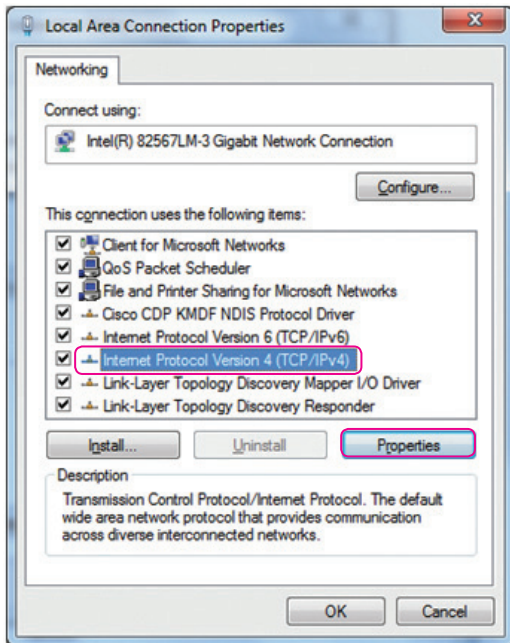 Local Area Connection Properties
Networking
Connect using:
Intel(R) 82567LM-3 Gigabit Network Connection
Configure...
This connection uses the following items:
Client for Microsoft Networks
QoS Packet Scheduler
File and Printer Sharing for Microsoft Networks
Cisco CDP KMDF NDIS Protocol Driver
Internet Protocol Version 6 (TCP/IPv6)
Internet Protocol Version 4 (TCP/IPv4)
Link-Layer Topology Discovery Mapper I/O Driver
Link-Layer Topology Discovery Responder
Install... Uninstall Properties
Description
Transmission Control Protocol/Internet Protocol. The default
wide area network protocol that provides communication
across diverse interconnected networks.
OK Cancel